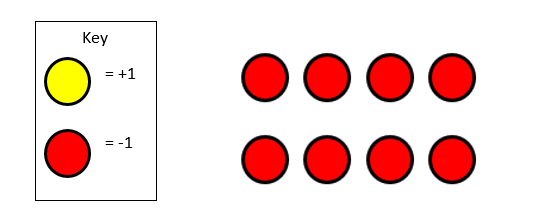 Key
= +1
= -1